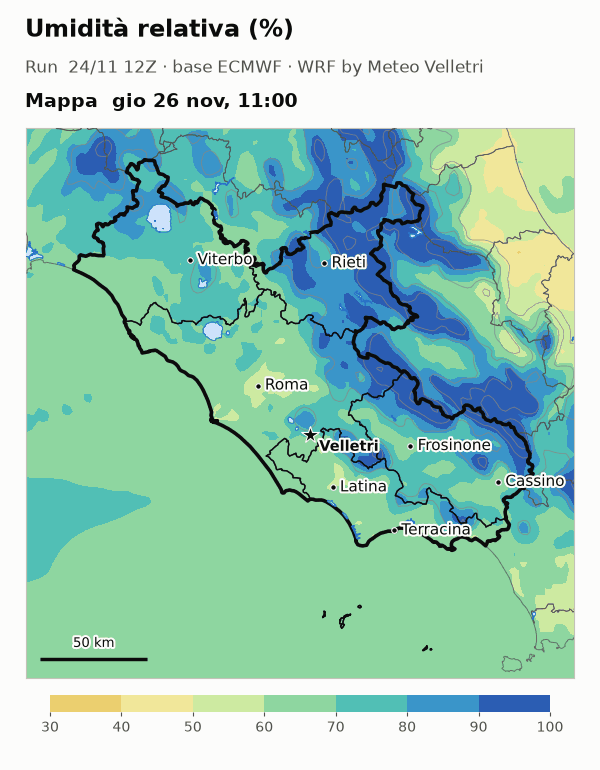 Umidità relativa (%)
Run  24/11 12Z · base ECMWF · WRF by Meteo Velletri
Mappa  gio 26 nov, 11:00
Viterbo
Rieti
Roma
Velletri
Frosinone
Latina
Cassino
Terracina
50 km
30 40 50 60 70 80 90 100